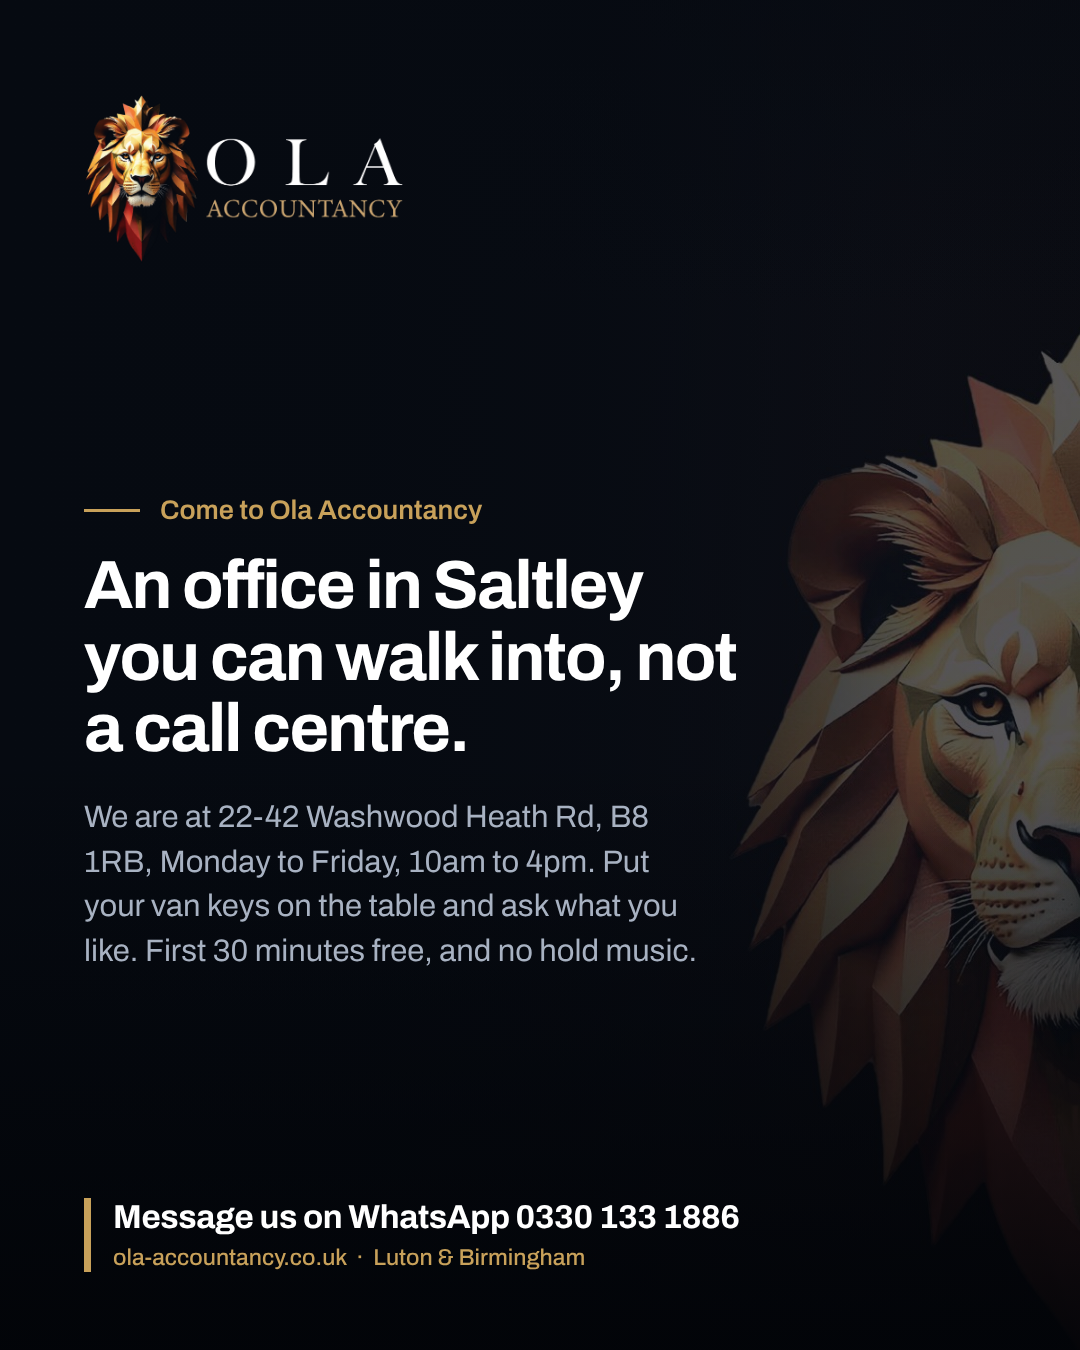 OLA
ACCOUNTANCY
Come to Ola Accountancy
An office in Saltley
you can walk into, not
a call centre.
We are at 22-42 Washwood Heath Rd, B8
1RB, Monday to Friday, 10am to 4pm. Put
your van keys on the table and ask what you
like. First 30 minutes free, and no hold music.
Message us on WhatsApp 0330 133 1886
ola-accountancy.co.uk · Luton & Birmingham